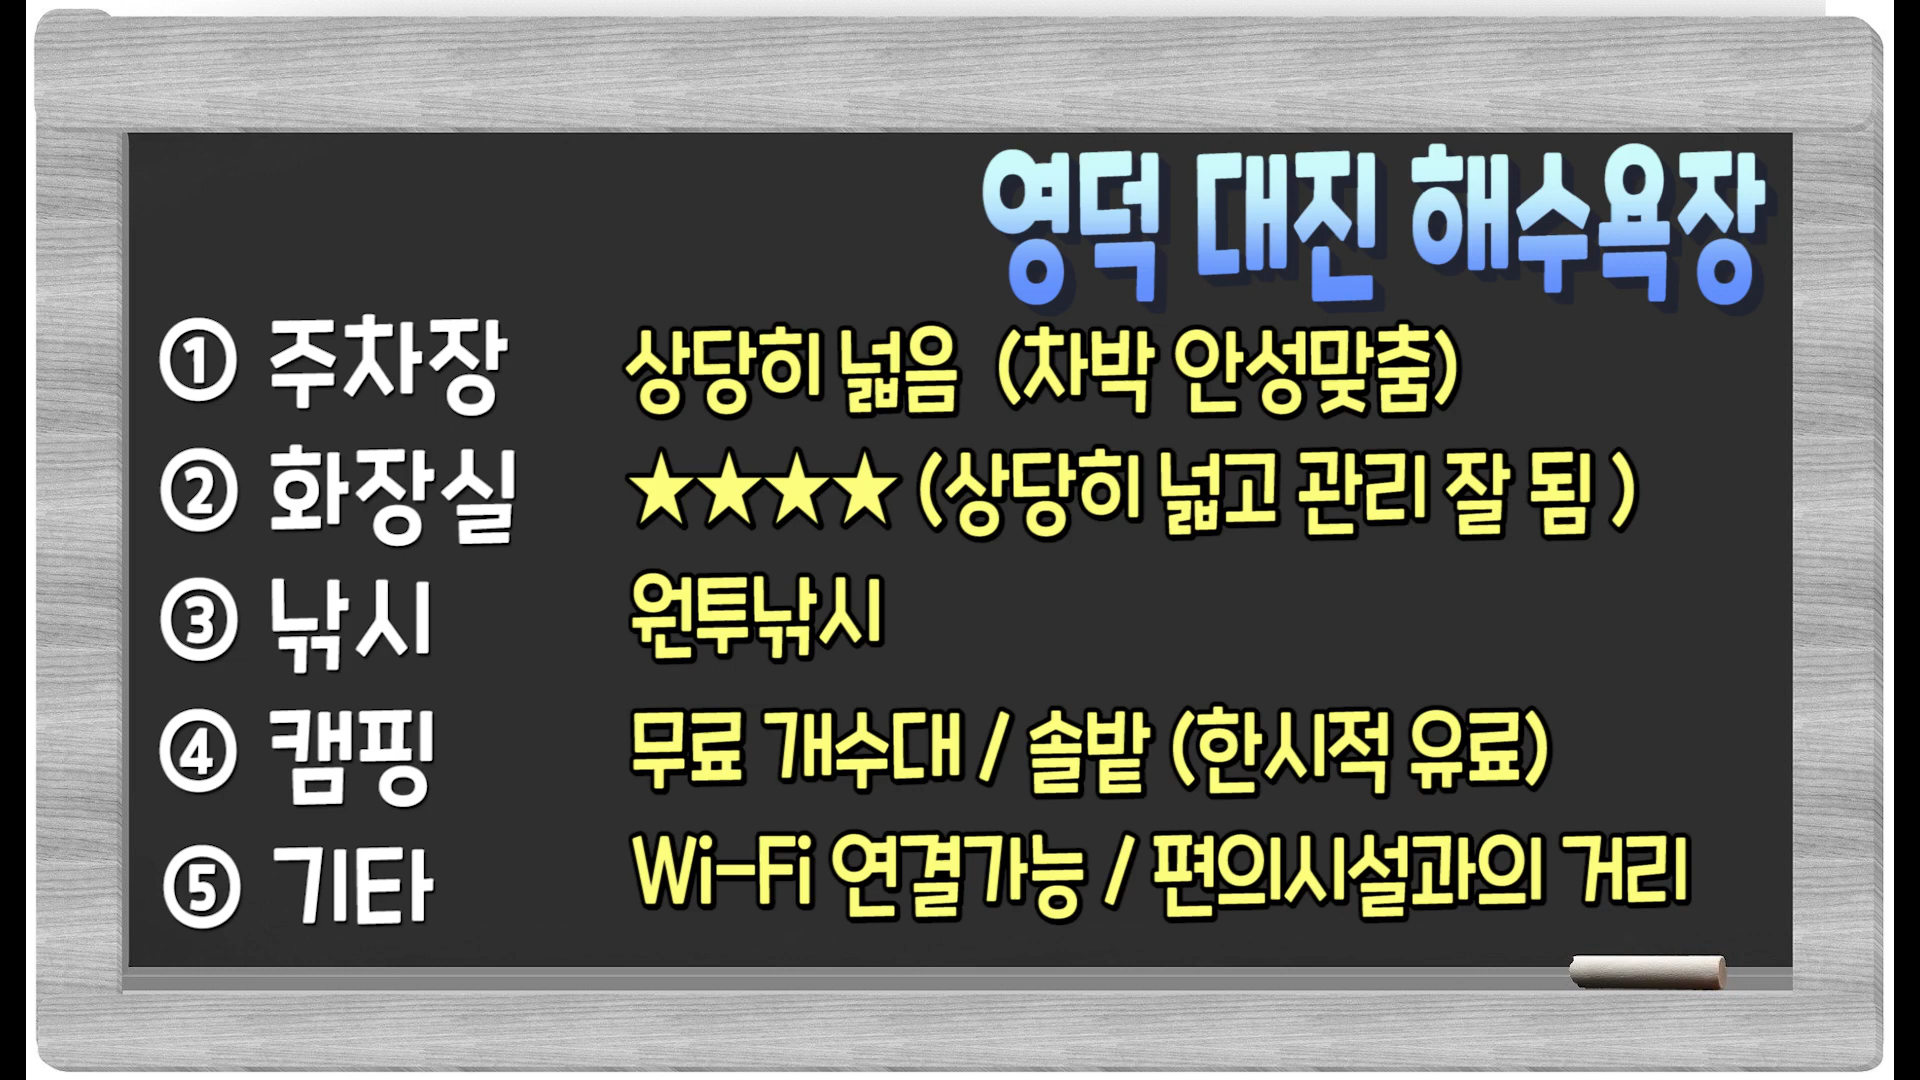 영덕 대진 해수욕장
① 주차장 상당히 넓음 (차박 안성맞춤)
② 화장실 ★★★★ (상당히 넓고 관리 잘 됨 )
③ 낚시 원투낚시
④ 캠핑 무료 개수대 / 솔밭 (한시적 유료)
⑤ 기타 Wi-Fi 연결가능 / 편의시설과의 거리